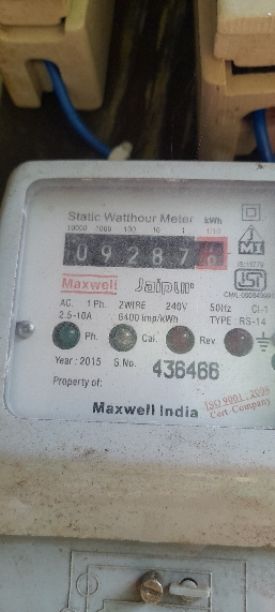 Static Watthour Meter kWh
10000 1000 100 10 1 1/10
0 9 2 8 7
Maxwell Jaipur
AC. 1 Ph. 2WIRE 240V 50Hz Cl-1
2.5-10A 6400 imp/kWh TYPE: RS-14
Ph. Cal. Rev.
Year: 2015 S.No. 436466
Property of:
Maxwell India
ISO 9001:2008
Cert Company